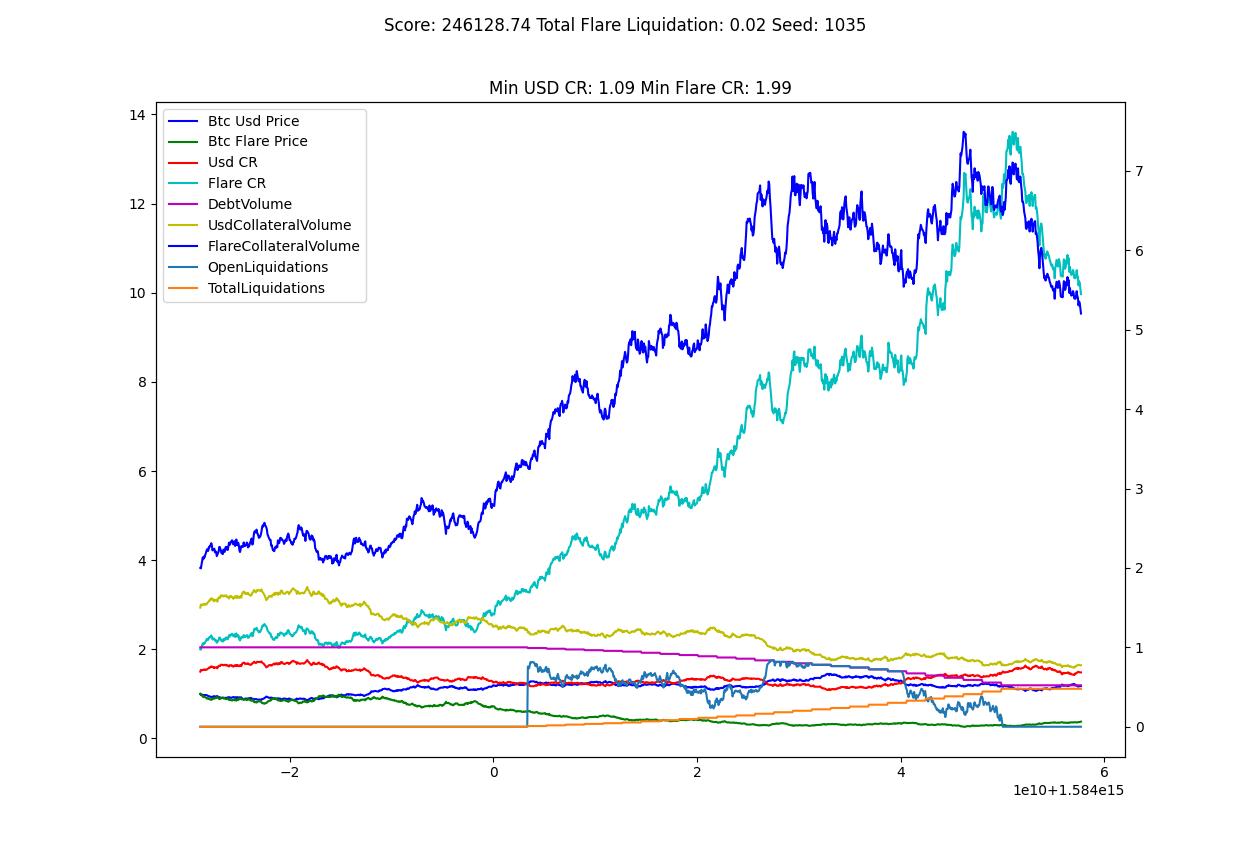 Score: 246128.74 Total Flare Liquidation: 0.02 Seed: 1035
Min USD CR: 1.09 Min Flare CR: 1.99
Btc Usd Price
Btc Flare Price
Usd CR
Flare CR
DebtVolume
UsdCollateralVolume
FlareCollateralVolume
OpenLiquidations
TotalLiquidations
14
12
10
8
6
4
2
0
7
6
5
4
3
2
1
0
−2
0
2
4
6
1e10+1.584e15